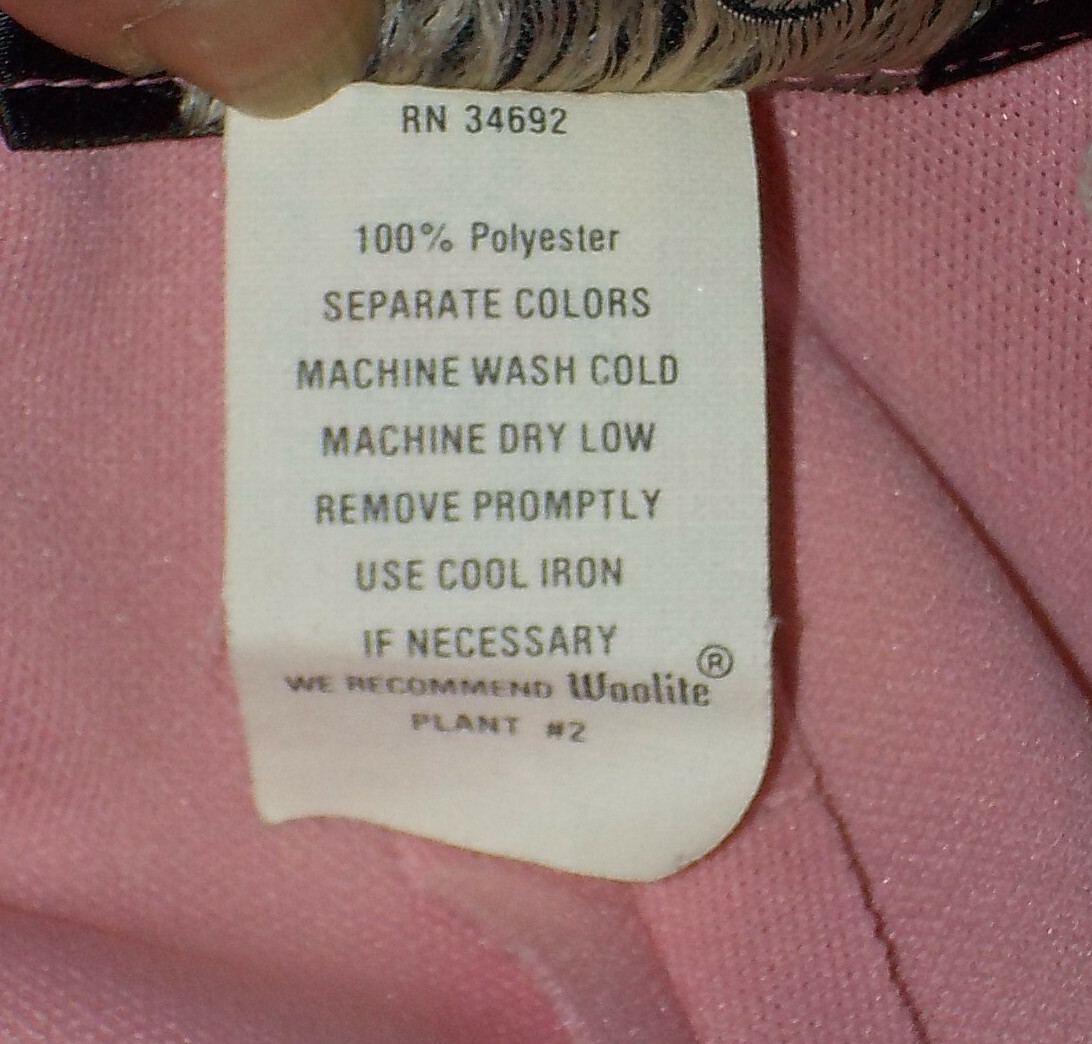 RN 34692
100% Polyester
SEPARATE COLORS
MACHINE WASH COLD
MACHINE DRY LOW
REMOVE PROMPTLY
USE COOL IRON
IF NECESSARY
WE RECOMMEND Woolite®
PLANT #2